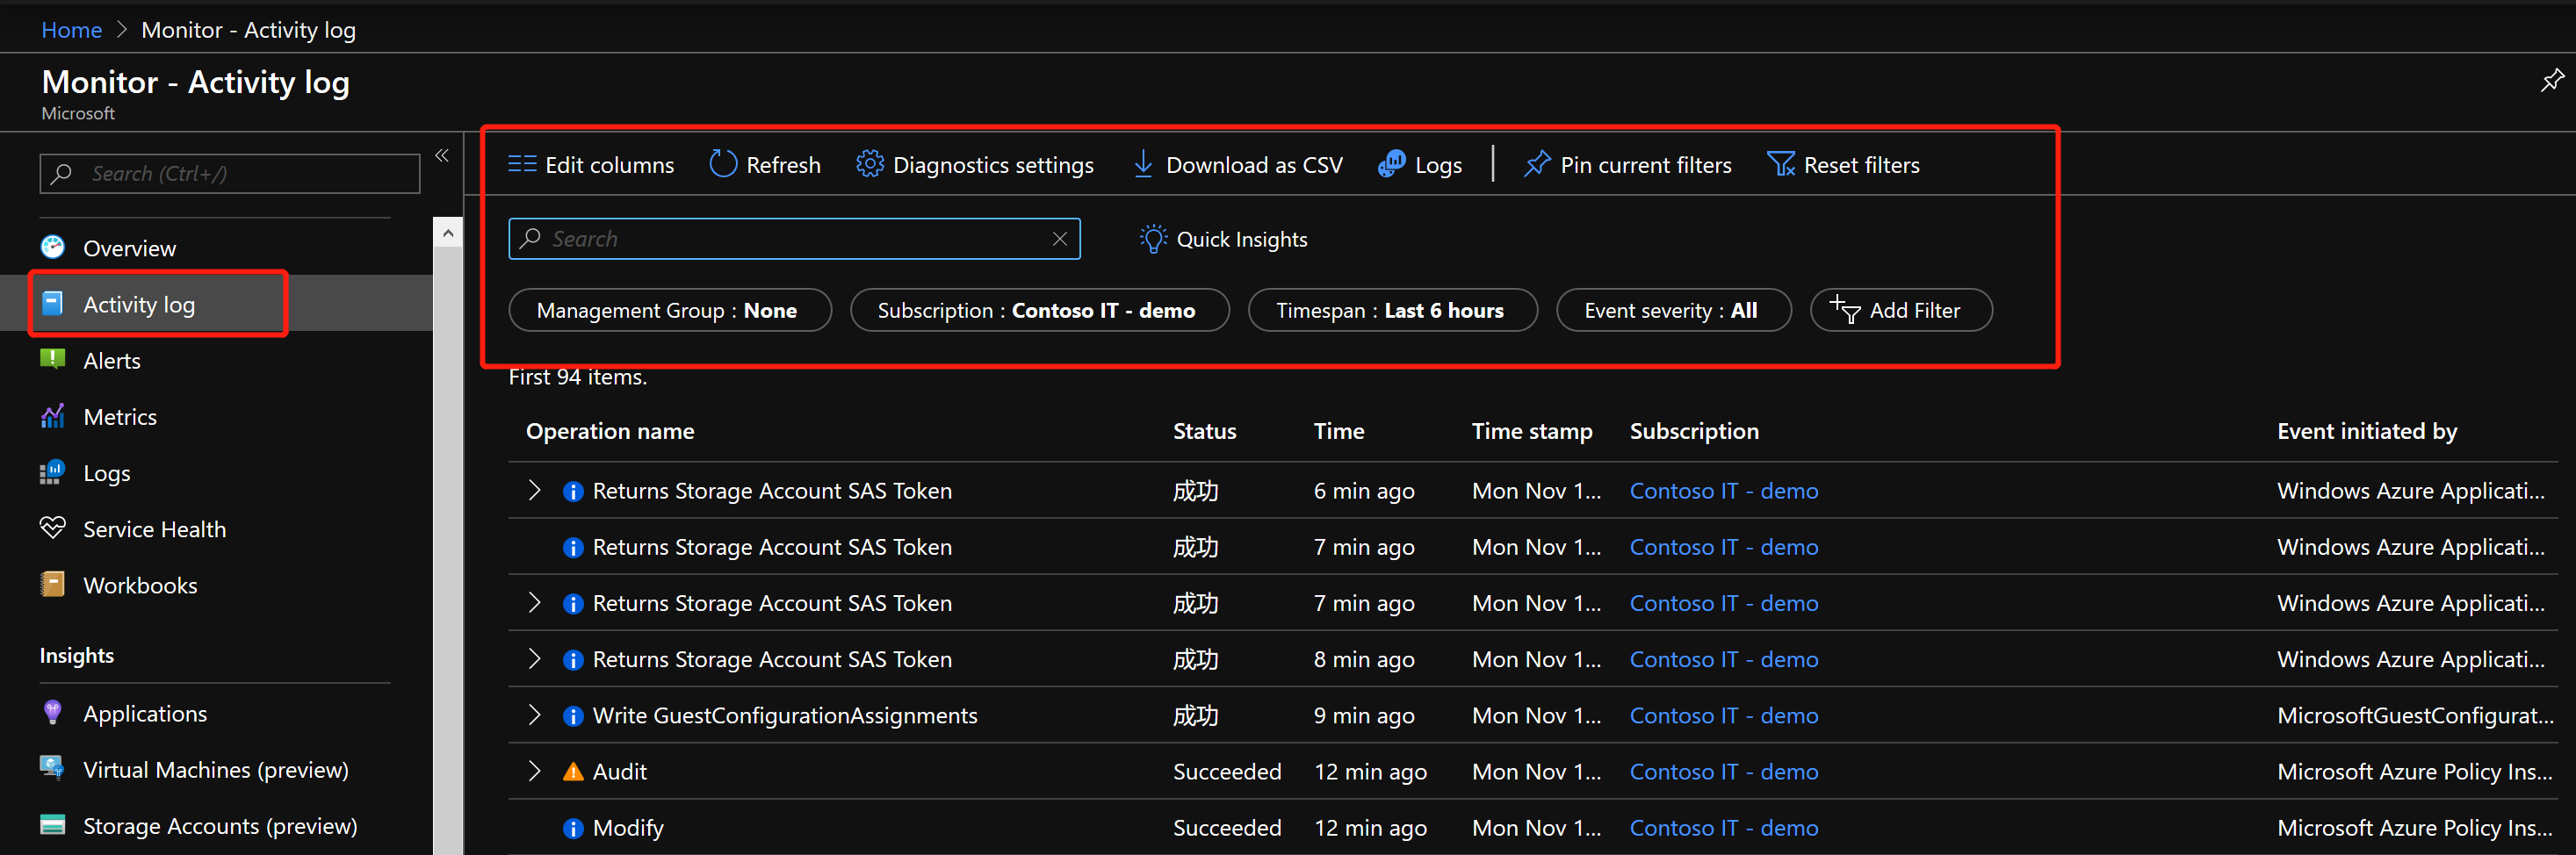 Home > Monitor - Activity log
Monitor - Activity log
Microsoft
Search (Ctrl+/)
Overview
Activity log
Alerts
Metrics
Logs
Service Health
Workbooks
Insights
Applications
Virtual Machines (preview)
Storage Accounts (preview)
Edit columns Refresh Diagnostics settings Download as CSV Logs Pin current filters Reset filters
Search Quick Insights
Management Group : None Subscription : Contoso IT - demo Timespan : Last 6 hours Event severity : All Add Filter
First 94 items.
Operation name Status Time Time stamp Subscription Event initiated by
Returns Storage Account SAS Token 成功 6 min ago Mon Nov 1... Contoso IT - demo Windows Azure Applicati...
Returns Storage Account SAS Token 成功 7 min ago Mon Nov 1... Contoso IT - demo Windows Azure Applicati...
Returns Storage Account SAS Token 成功 7 min ago Mon Nov 1... Contoso IT - demo Windows Azure Applicati...
Returns Storage Account SAS Token 成功 8 min ago Mon Nov 1... Contoso IT - demo Windows Azure Applicati...
Write GuestConfigurationAssignments 成功 9 min ago Mon Nov 1... Contoso IT - demo MicrosoftGuestConfigurat...
Audit Succeeded 12 min ago Mon Nov 1... Contoso IT - demo Microsoft Azure Policy Ins...
Modify Succeeded 12 min ago Mon Nov 1... Contoso IT - demo Microsoft Azure Policy Ins...